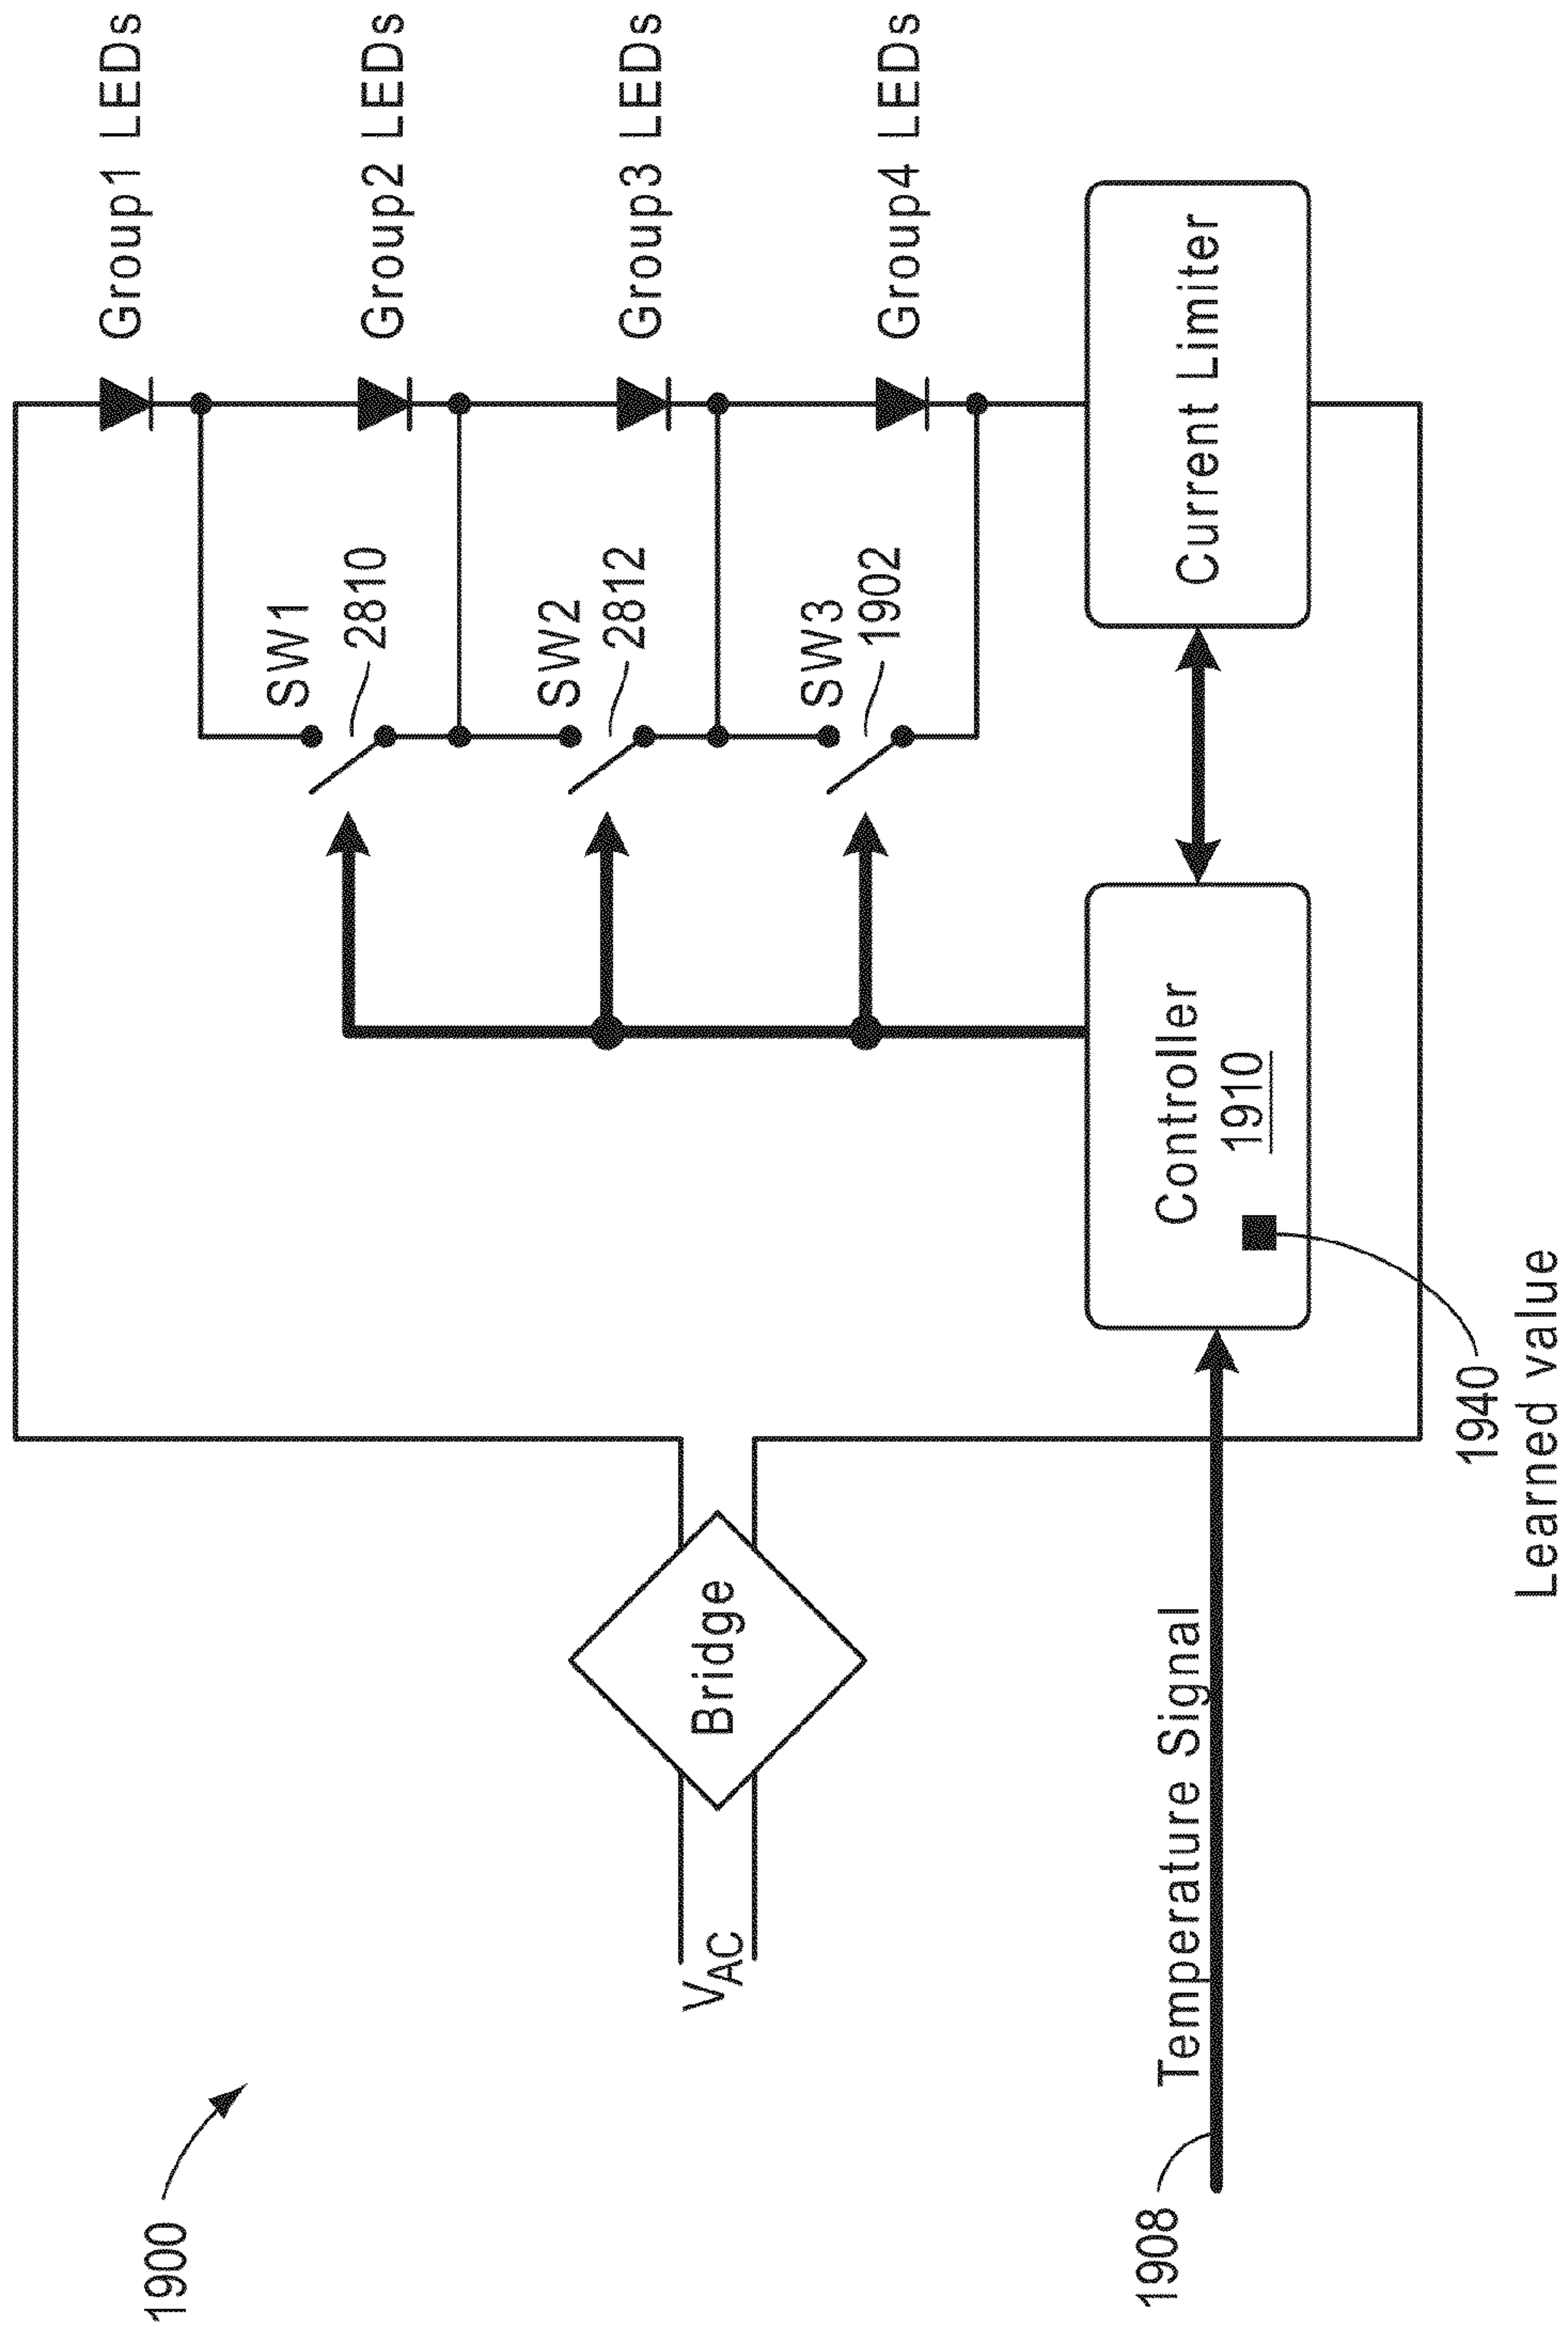 1900
V_AC
Bridge
Group1 LEDs
Group2 LEDs
Group3 LEDs
Group4 LEDs
SW1
2810
SW2
2812
SW3
1902
Current Limiter
Controller
1910
Temperature Signal
1908
1940
Learned value